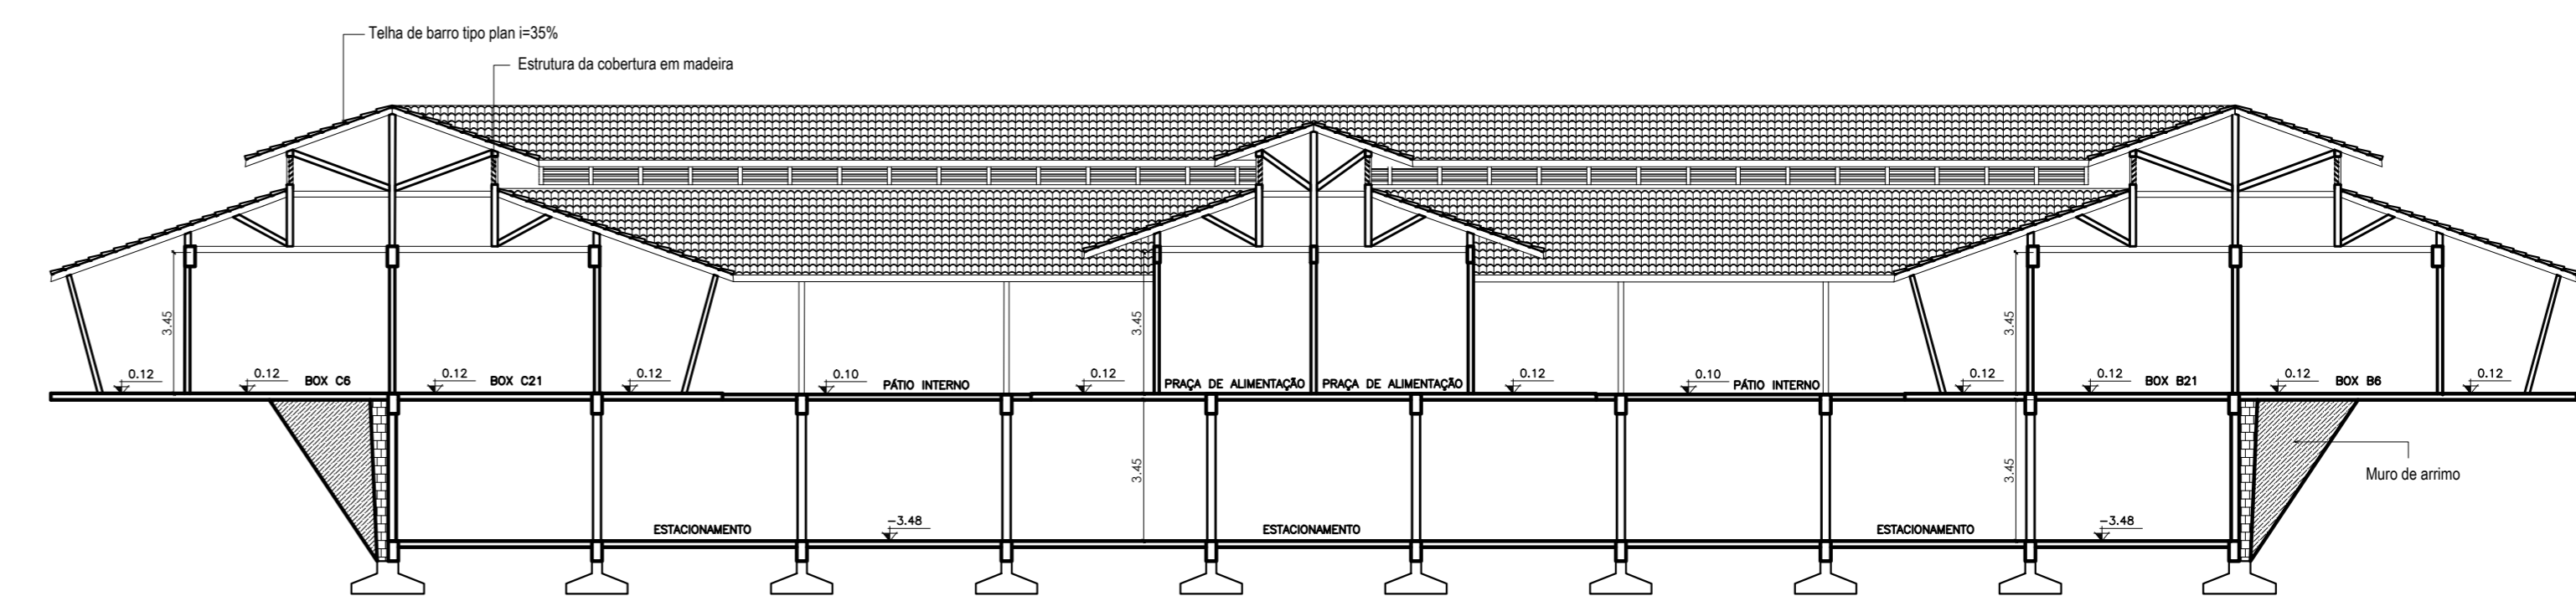 Telha de barro tipo plan i=35%
Estrutura da cobertura em madeira
3.45
3.45
3.45
0.12
0.12
BOX C6
0.12
BOX C21
0.12
0.10
PÁTIO INTERNO
0.12
PRAÇA DE ALIMENTAÇÃO
PRAÇA DE ALIMENTAÇÃO
0.12
0.10
PÁTIO INTERNO
0.12
0.12
BOX B21
0.12
BOX B6
0.12
3.45
3.45
Muro de arrimo
ESTACIONAMENTO
-3.48
ESTACIONAMENTO
ESTACIONAMENTO
-3.48